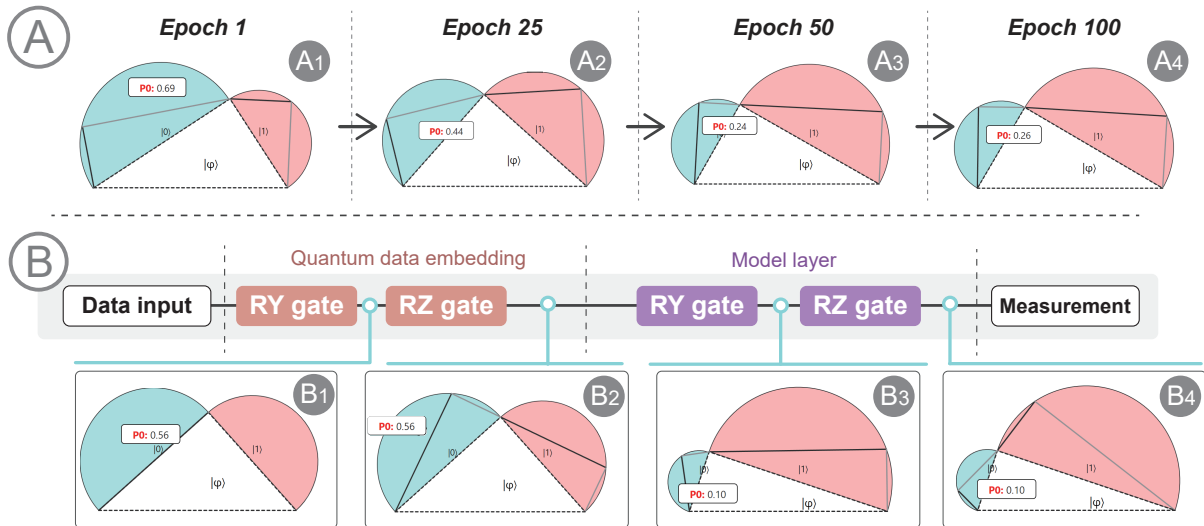 A
Epoch 1
Epoch 25
Epoch 50
Epoch 100
A1
A2
A3
A4
P0: 0.69
|0⟩
|1⟩
|φ⟩
P0: 0.44
|1⟩
|φ⟩
P0: 0.24
|1⟩
|φ⟩
P0: 0.26
|1⟩
|φ⟩
B
Quantum data embedding
Model layer
Data input
RY gate
RZ gate
RY gate
RZ gate
Measurement
B1
B2
B3
B4
P0: 0.56
|0⟩
|1⟩
|φ⟩
P0: 0.56
|0⟩
|1⟩
|φ⟩
|0⟩
|1⟩
P0: 0.10
|φ⟩
|0⟩
|1⟩
P0: 0.10
|φ⟩